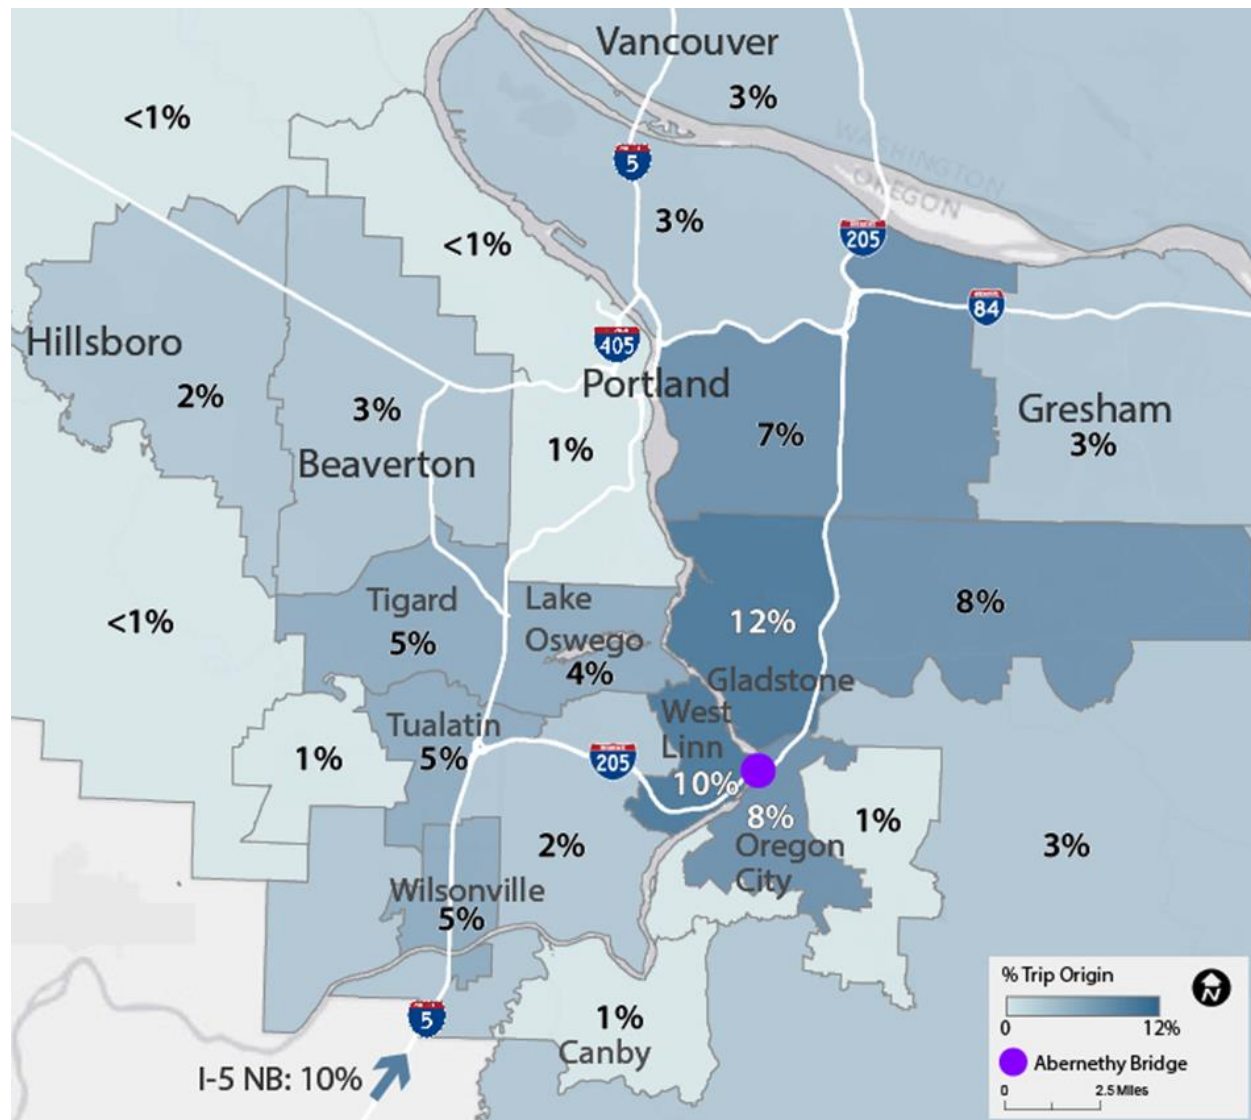 Vancouver
3%
<1%
WASHINGTON
OREGON
5
3%
205
<1%
84
405
Hillsboro
2%
3%
Beaverton
Portland
1%
7%
Gresham
3%
<1%
Tigard
5%
Lake
Oswego
4%
12%
8%
Gladstone
West
Linn
10%
Tualatin
5%
1%
205
8%
Oregon
City
1%
3%
2%
Wilsonville
5%
1%
Canby
5
I-5 NB: 10%
% Trip Origin
N
0 12%
Abernethy Bridge
0 2.5 Miles